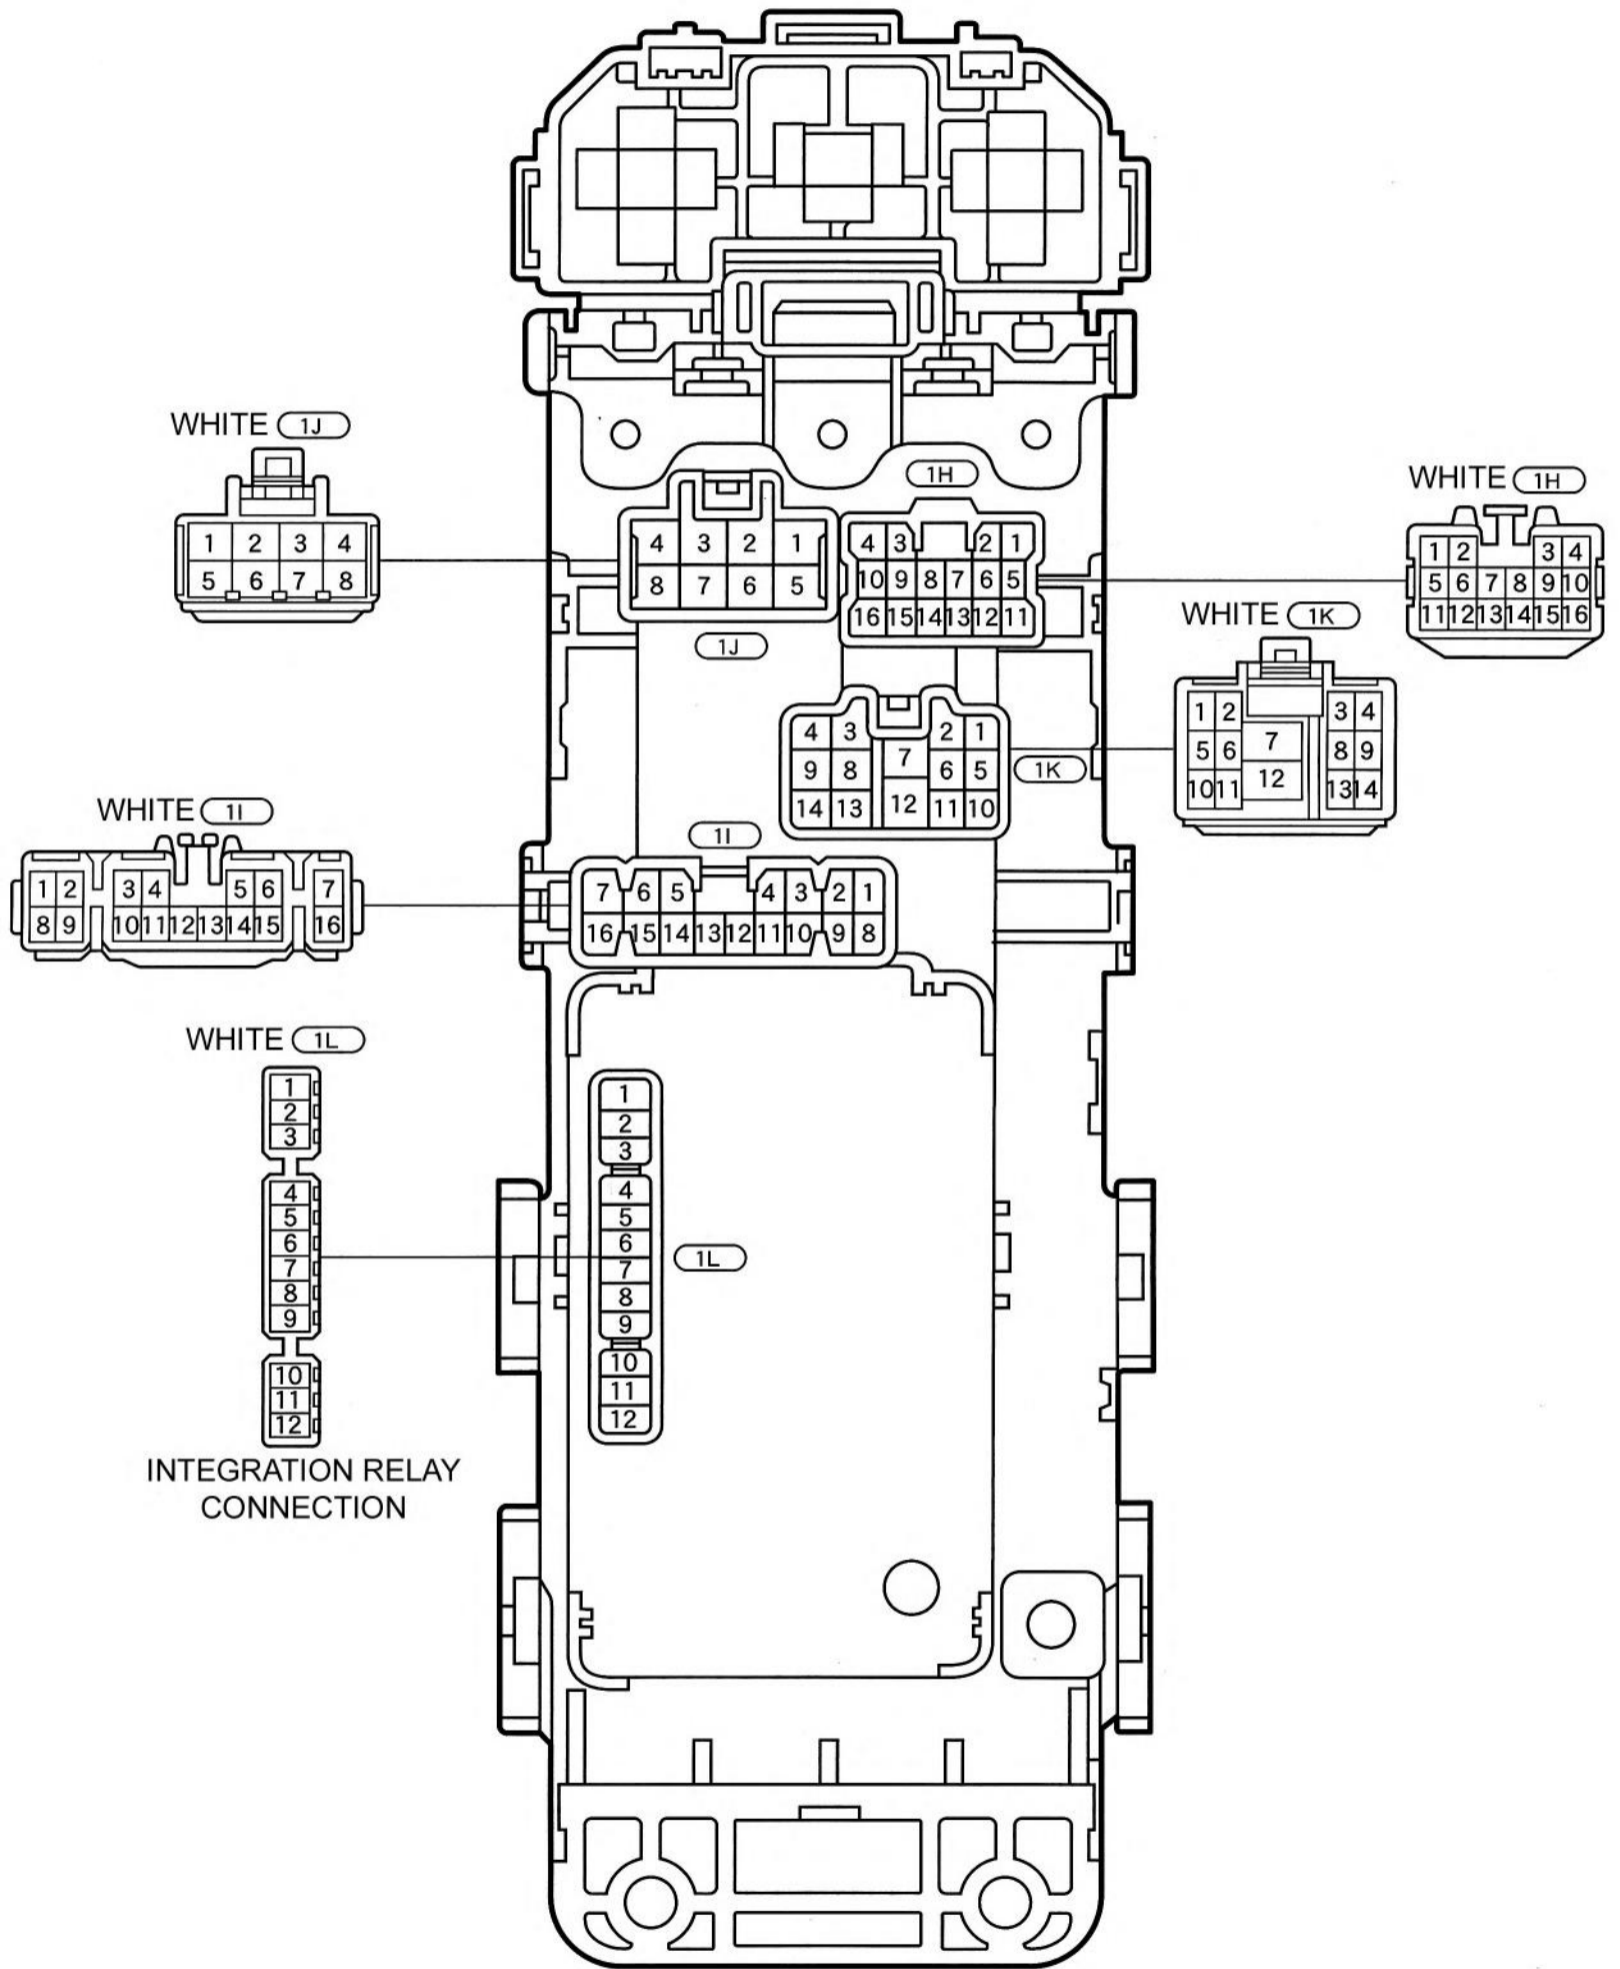 WHITE 1J
1 2 3 4
5 6 7 8
1H
WHITE 1H
1 2 3 4
5 6 7 8 9 10
11 12 13 14 15 16
4 3 2 1
8 7 6 5
1J
4 3 2 1
10 9 8 7 6 5
16 15 14 13 12 11
WHITE 1K
1 2 3 4
5 6 7 8 9
10 11 12 13 14
4 3 2 1
9 8 7 6 5
14 13 12 11 10
1K
WHITE 1I
1 2 3 4 5 6 7
8 9 10 11 12 13 14 15 16
1I
7 6 5 4 3 2 1
16 15 14 13 12 11 10 9 8
WHITE 1L
1
2
3
4
5
6
7
8
9
10
11
12
INTEGRATION RELAY
CONNECTION
1
2
3
4
5
6
7
8
9
10
11
12
1L